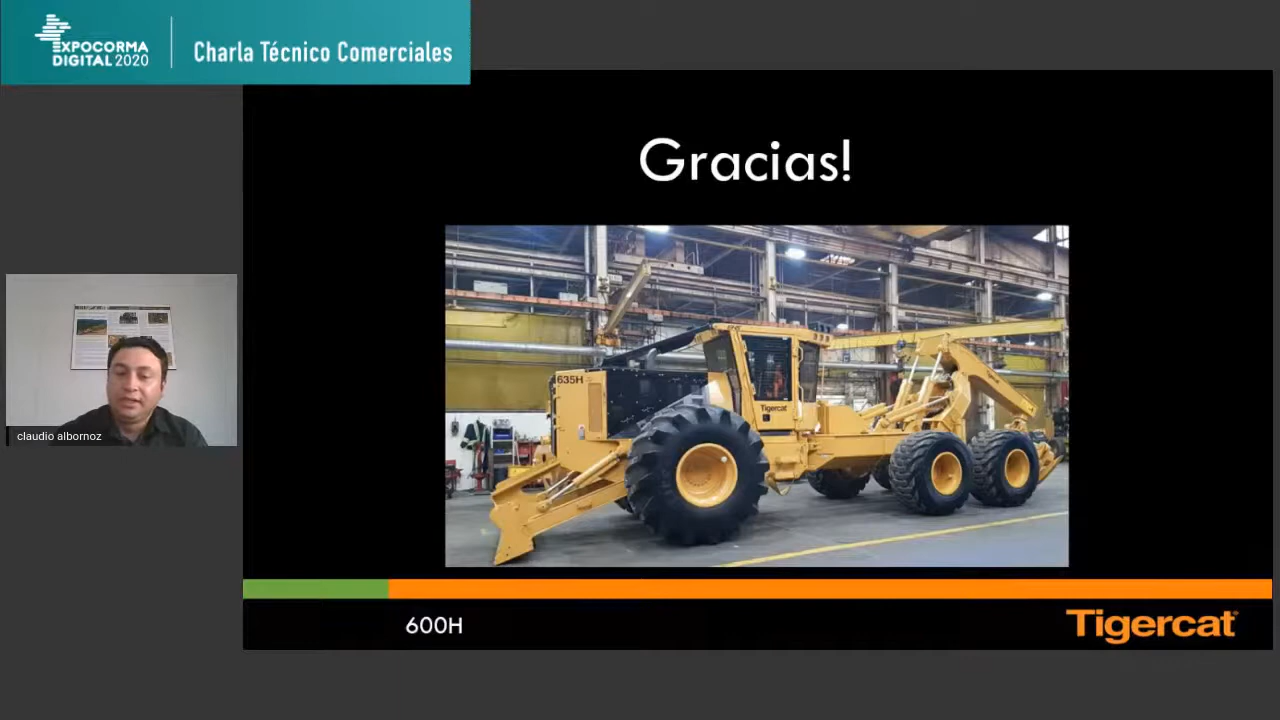 EXPOCORMA
DIGITAL 2020
Charla Técnico Comerciales
Gracias!
635H
Tigercat
claudio albornoz
600H
Tigercat